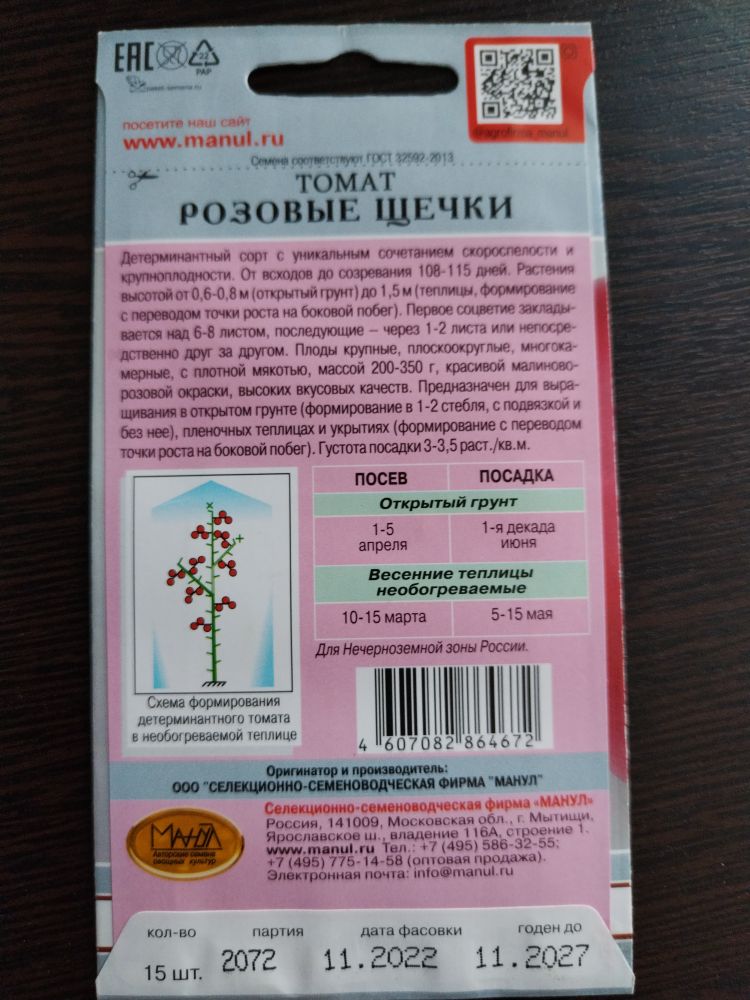 EAC
22
PAP
paket-semena.ru
посетите наш сайт
www.manul.ru
@agrofirma_manul
Семена соответствуют ГОСТ 32592-2013
ТОМАТ
РОЗОВЫЕ ЩЕЧКИ
Детерминантный сорт с уникальным сочетанием скороспелости и
крупноплодности. От всходов до созревания 108-115 дней. Растения
высотой от 0,6-0,8 м (открытый грунт) до 1,5 м (теплицы, формирование
с переводом точки роста на боковой побег). Первое соцветие заклады-
вается над 6-8 листом, последующие – через 1-2 листа или непосре-
дственно друг за другом. Плоды крупные, плоскоокруглые, многока-
мерные, с плотной мякотью, массой 200-350 г, красивой малиново-
розовой окраски, высоких вкусовых качеств. Предназначен для выра-
щивания в открытом грунте (формирование в 1-2 стебля, с подвязкой и
без нее), пленочных теплицах и укрытиях (формирование с переводом
точки роста на боковой побег). Густота посадки 3-3,5 раст./кв.м.
ПОСЕВ ПОСАДКА
Открытый грунт
1-5 апреля 1-я декада июня
Весенние теплицы
необогреваемые
10-15 марта 5-15 мая
Для Нечерноземной зоны России.
Схема формирования
детерминантного томата
в необогреваемой теплице
4 607082 864672
Оригинатор и производитель:
ООО "СЕЛЕКЦИОННО-СЕМЕНОВОДЧЕСКАЯ ФИРМА "МАНУЛ"
МАНУЛ
Авторские семена
овощных культур
Селекционно-семеноводческая фирма «МАНУЛ»
Россия, 141009, Московская обл., г. Мытищи,
Ярославское ш., владение 116А, строение 1.
www.manul.ru Тел.: +7 (495) 586-32-55;
+7 (495) 775-14-58 (оптовая продажа).
Электронная почта: info@manul.ru
кол-во партия дата фасовки годен до
15 шт. 2072 11.2022 11.2027